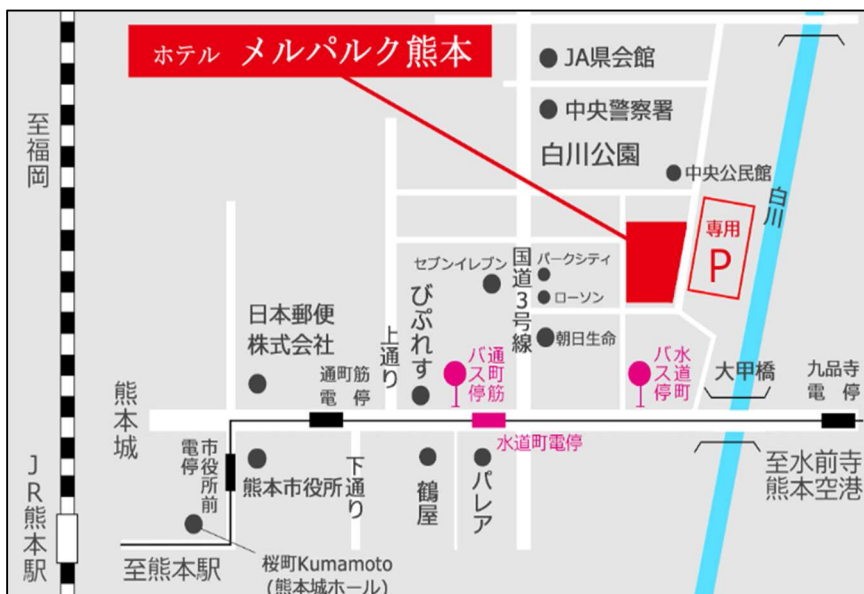 ホテル メルパルク熊本
JA県会館
中央警察署
白川公園
中央公民館
白川
専用
P
至福岡
国道3号線
パークシティ
ローソン
朝日生命
セブンイレブン
びぷれす
上通り
日本郵便
株式会社
通町筋
電停
通町筋
バス停
水道町
バス停
大甲橋
九品寺
電停
熊本城
市役所前
電停
熊本市役所
下通り
鶴屋
パレア
水道町電停
至水前寺
熊本空港
JR熊本駅
至熊本駅
桜町Kumamoto
(熊本城ホール)